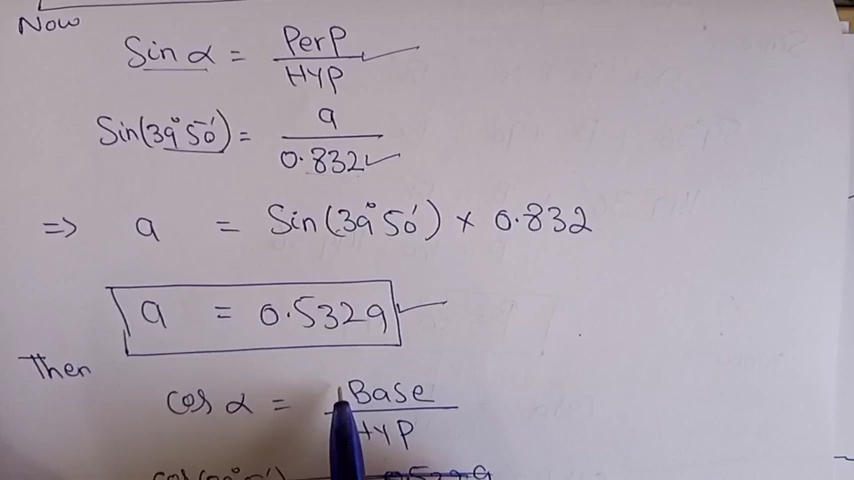 Now
Sin α = Perp / Hyp
Sin(39°50') = a / 0.832
=> a = Sin(39°50') × 0.832
a = 0.5329
Then
Cos α = Base / Hyp